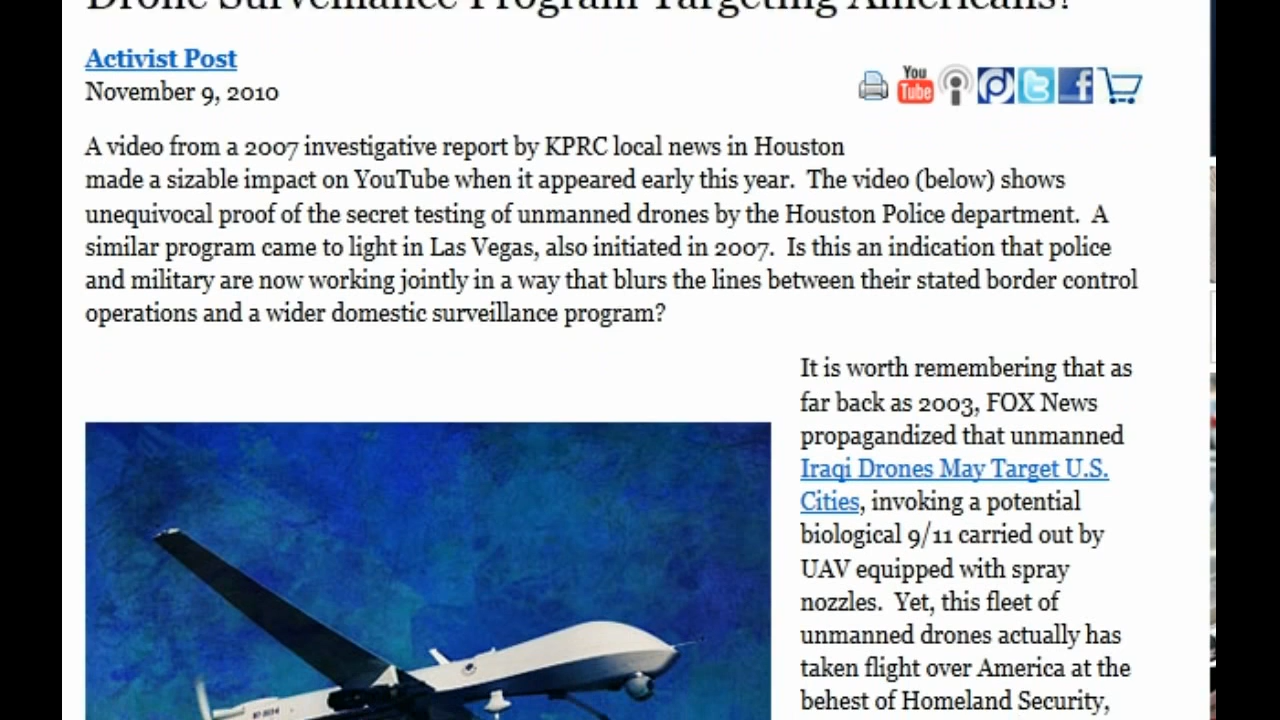 Drone Surveillance Program Targeting Americans?
Activist Post
November 9, 2010
You
Tube
A video from a 2007 investigative report by KPRC local news in Houston
made a sizable impact on YouTube when it appeared early this year.  The video (below) shows
unequivocal proof of the secret testing of unmanned drones by the Houston Police department.  A
similar program came to light in Las Vegas, also initiated in 2007.  Is this an indication that police
and military are now working jointly in a way that blurs the lines between their stated border control
operations and a wider domestic surveillance program?
It is worth remembering that as
far back as 2003, FOX News
propagandized that unmanned
Iraqi Drones May Target U.S.
Cities, invoking a potential
biological 9/11 carried out by
UAV equipped with spray
nozzles.  Yet, this fleet of
unmanned drones actually has
taken flight over America at the
behest of Homeland Security,